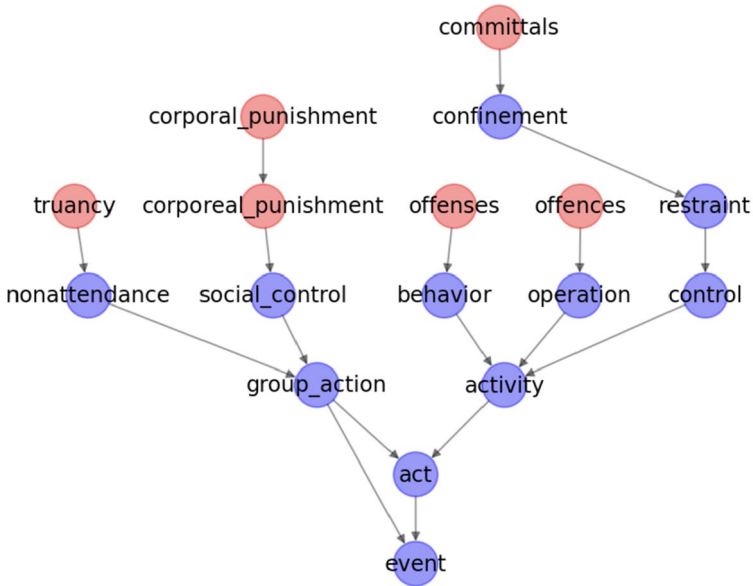 committals
corporal_punishment
confinement
truancy
corporeal_punishment
offenses
offences
restraint
nonattendance
social_control
behavior
operation
control
group_action
activity
act
event